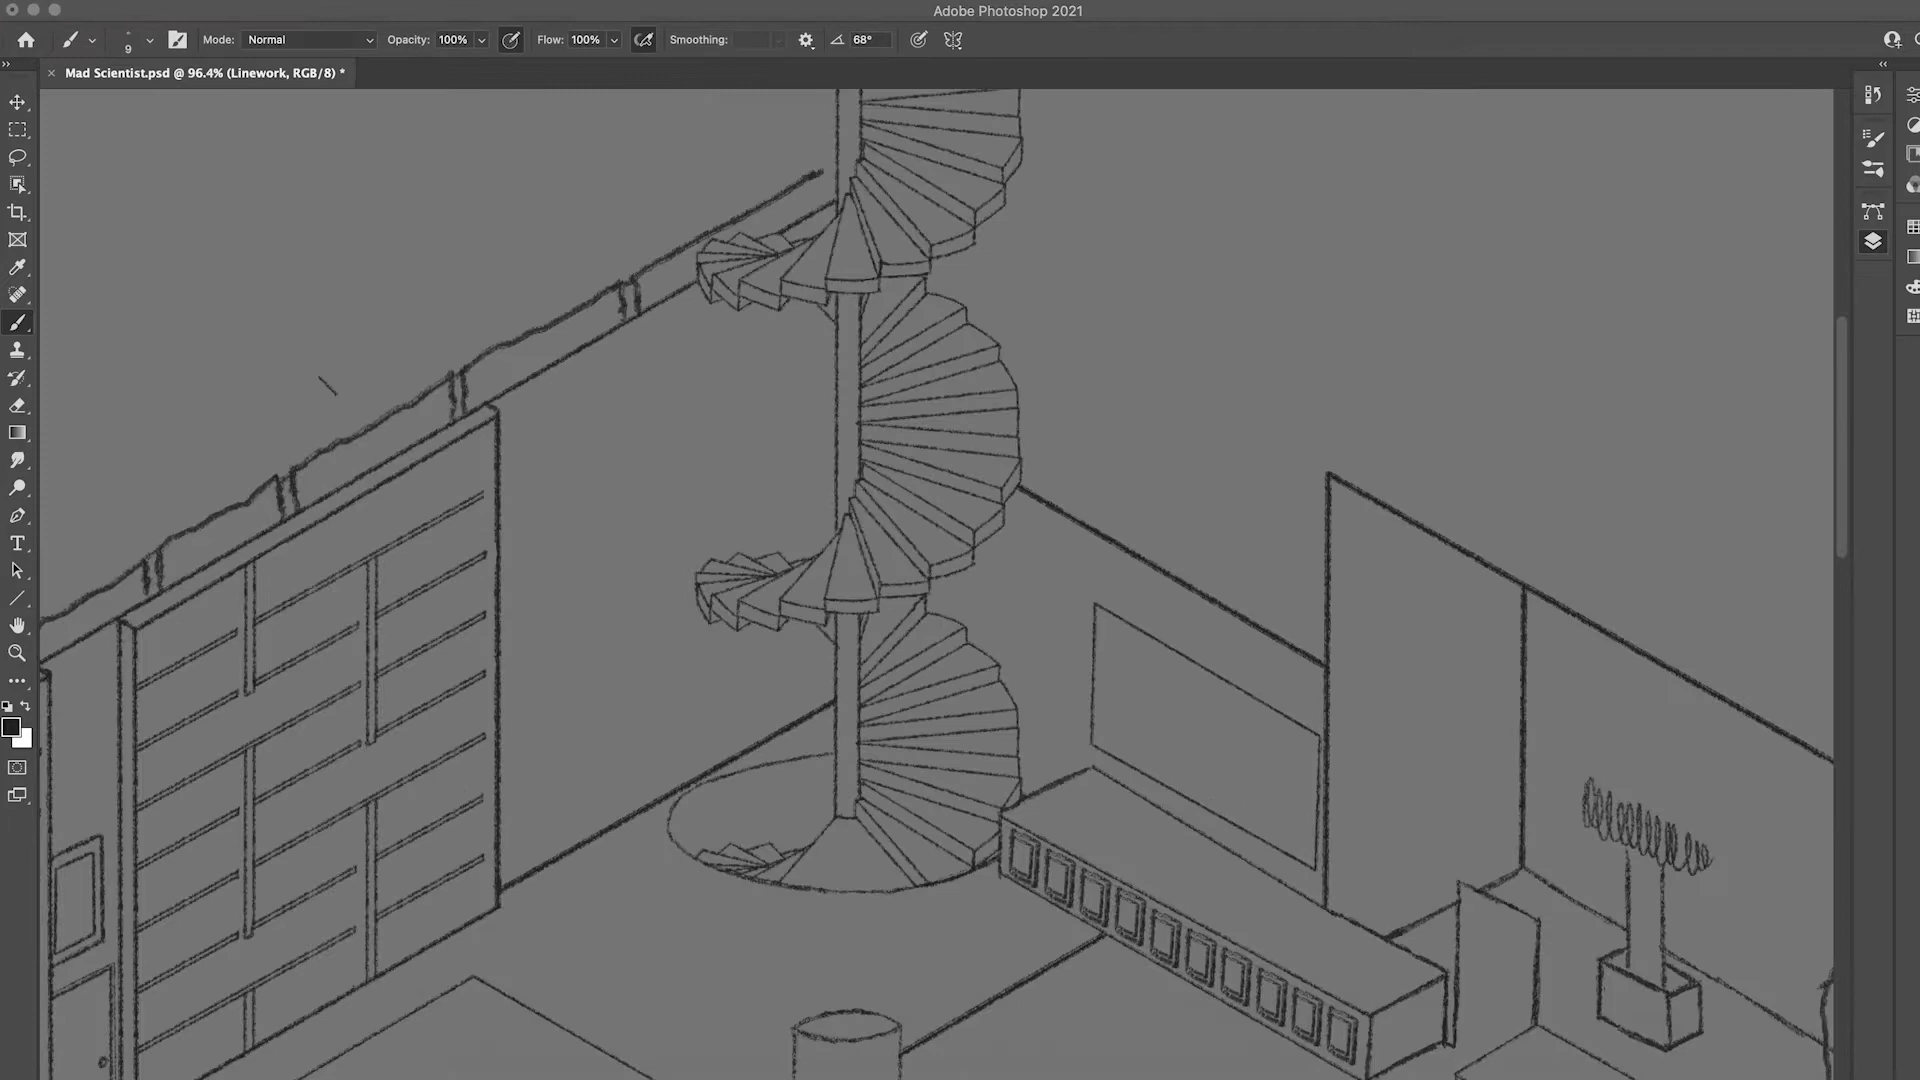 Adobe Photoshop 2021
9 Mode: Normal Opacity: 100% Flow: 100% Smoothing: 68°
Mad Scientist.psd @ 96.4% (Linework, RGB/8) *